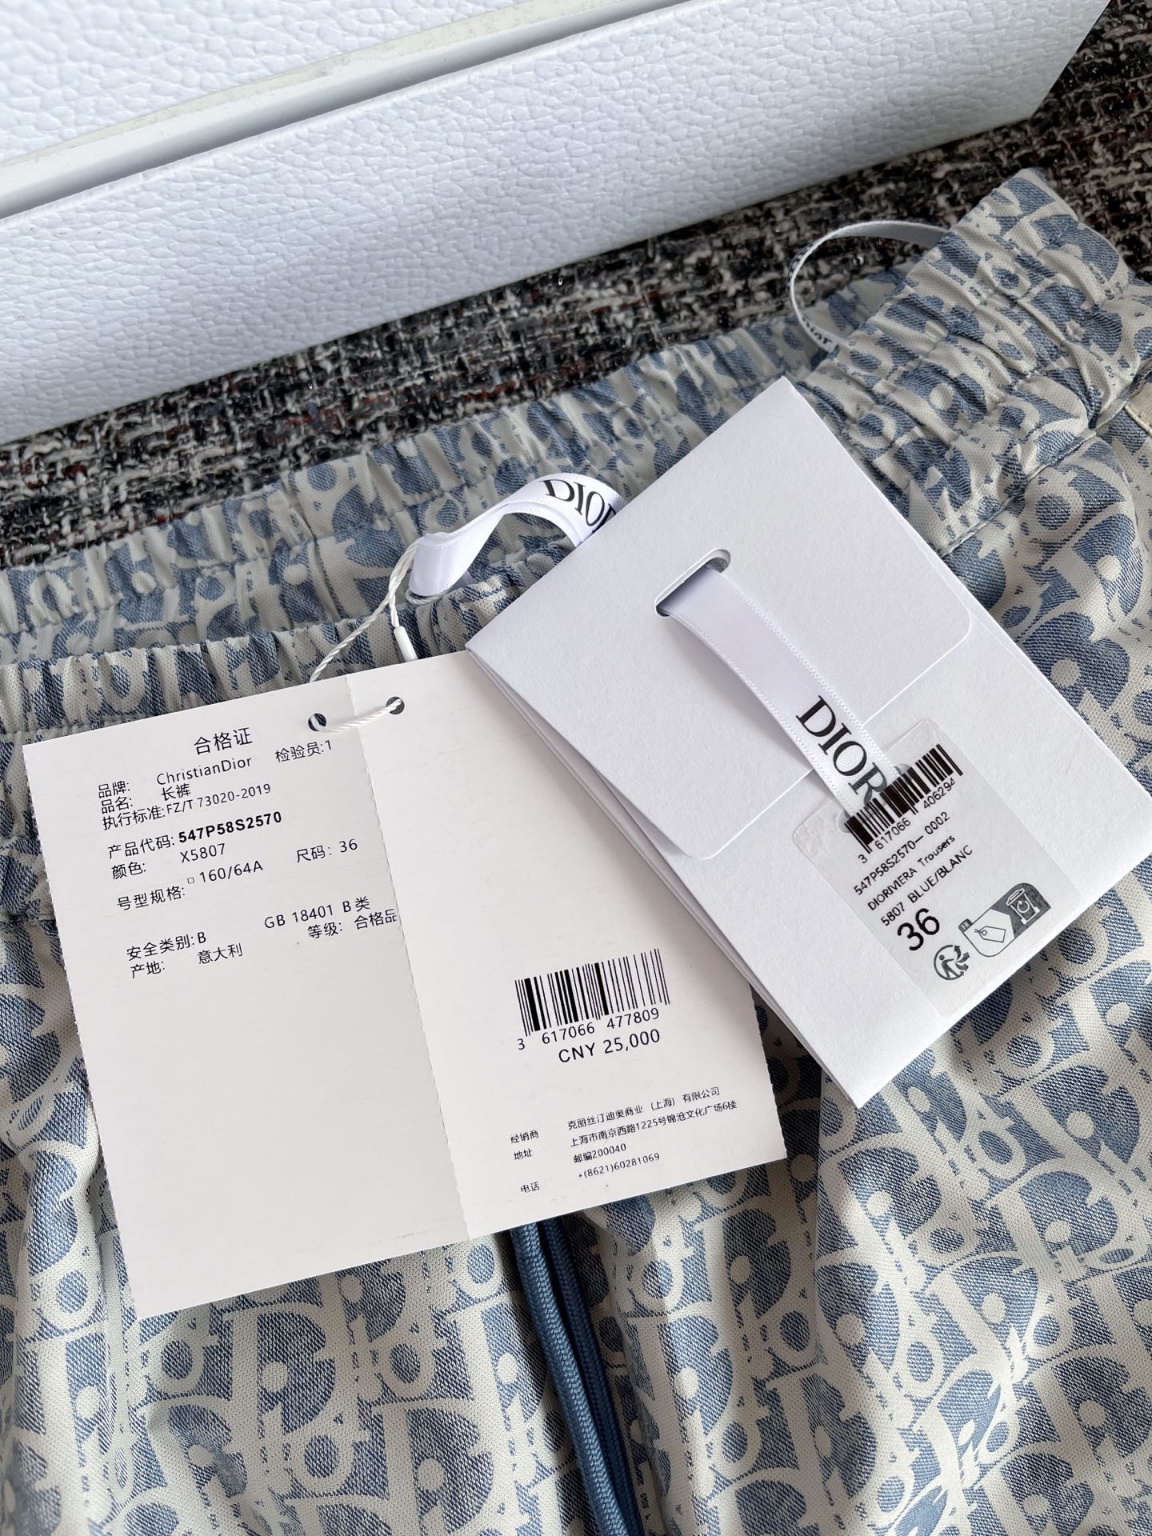 DIOR
合格证
品牌: ChristianDior 检验员:1
品名: 长裤
执行标准:FZ/T 73020-2019
产品代码: 547P58S2570
颜色: X5807
号型规格: 160/64A 尺码: 36
GB 18401 B类
安全类别: B 等级: 合格品
产地: 意大利
3 617066 477809
CNY 25,000
经销商 克丽丝汀迪奥商业 (上海) 有限公司
地址 上海市南京西路1225号锦沧文化广场6楼
邮编200040
电话 +(8621)60281069
DIOR
3 617066 406294
547P58S2570—0002
DIORIVIERA Trousers
5807 BLUE/BLANC
36
FR